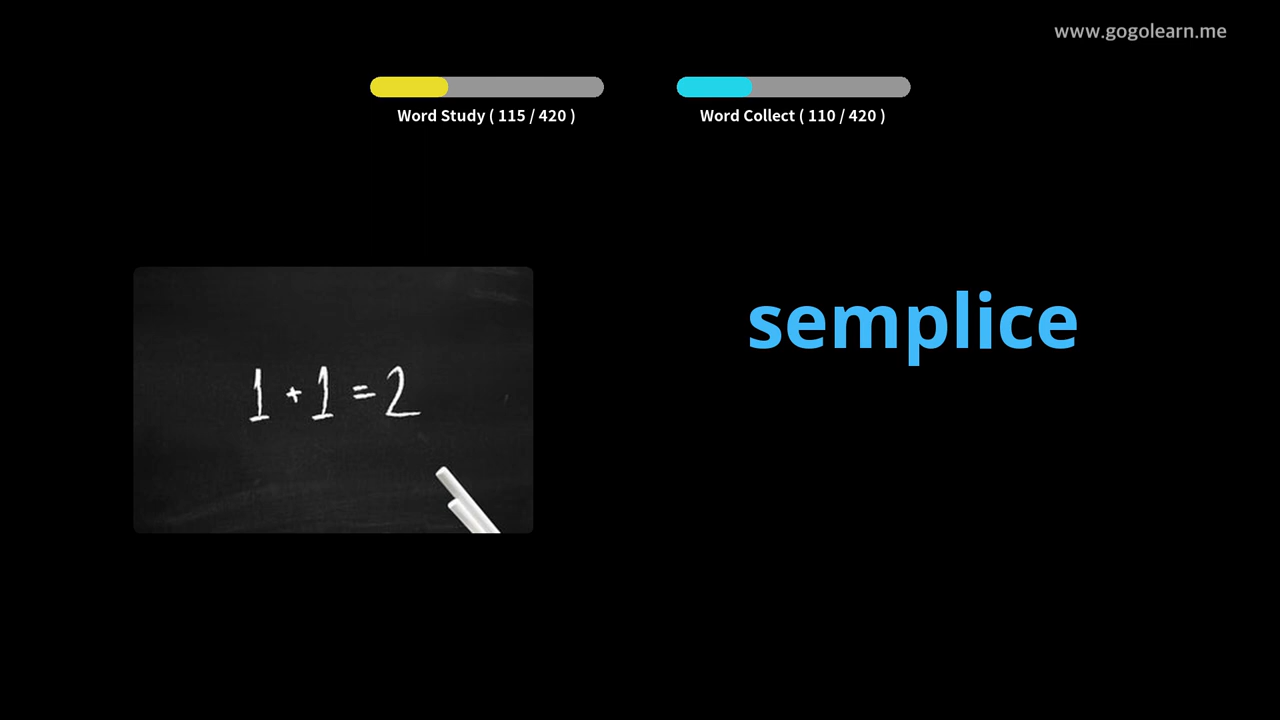 www.gogolearn.me
Word Study ( 115 / 420 )
Word Collect ( 110 / 420 )
semplice
1 + 1 = 2